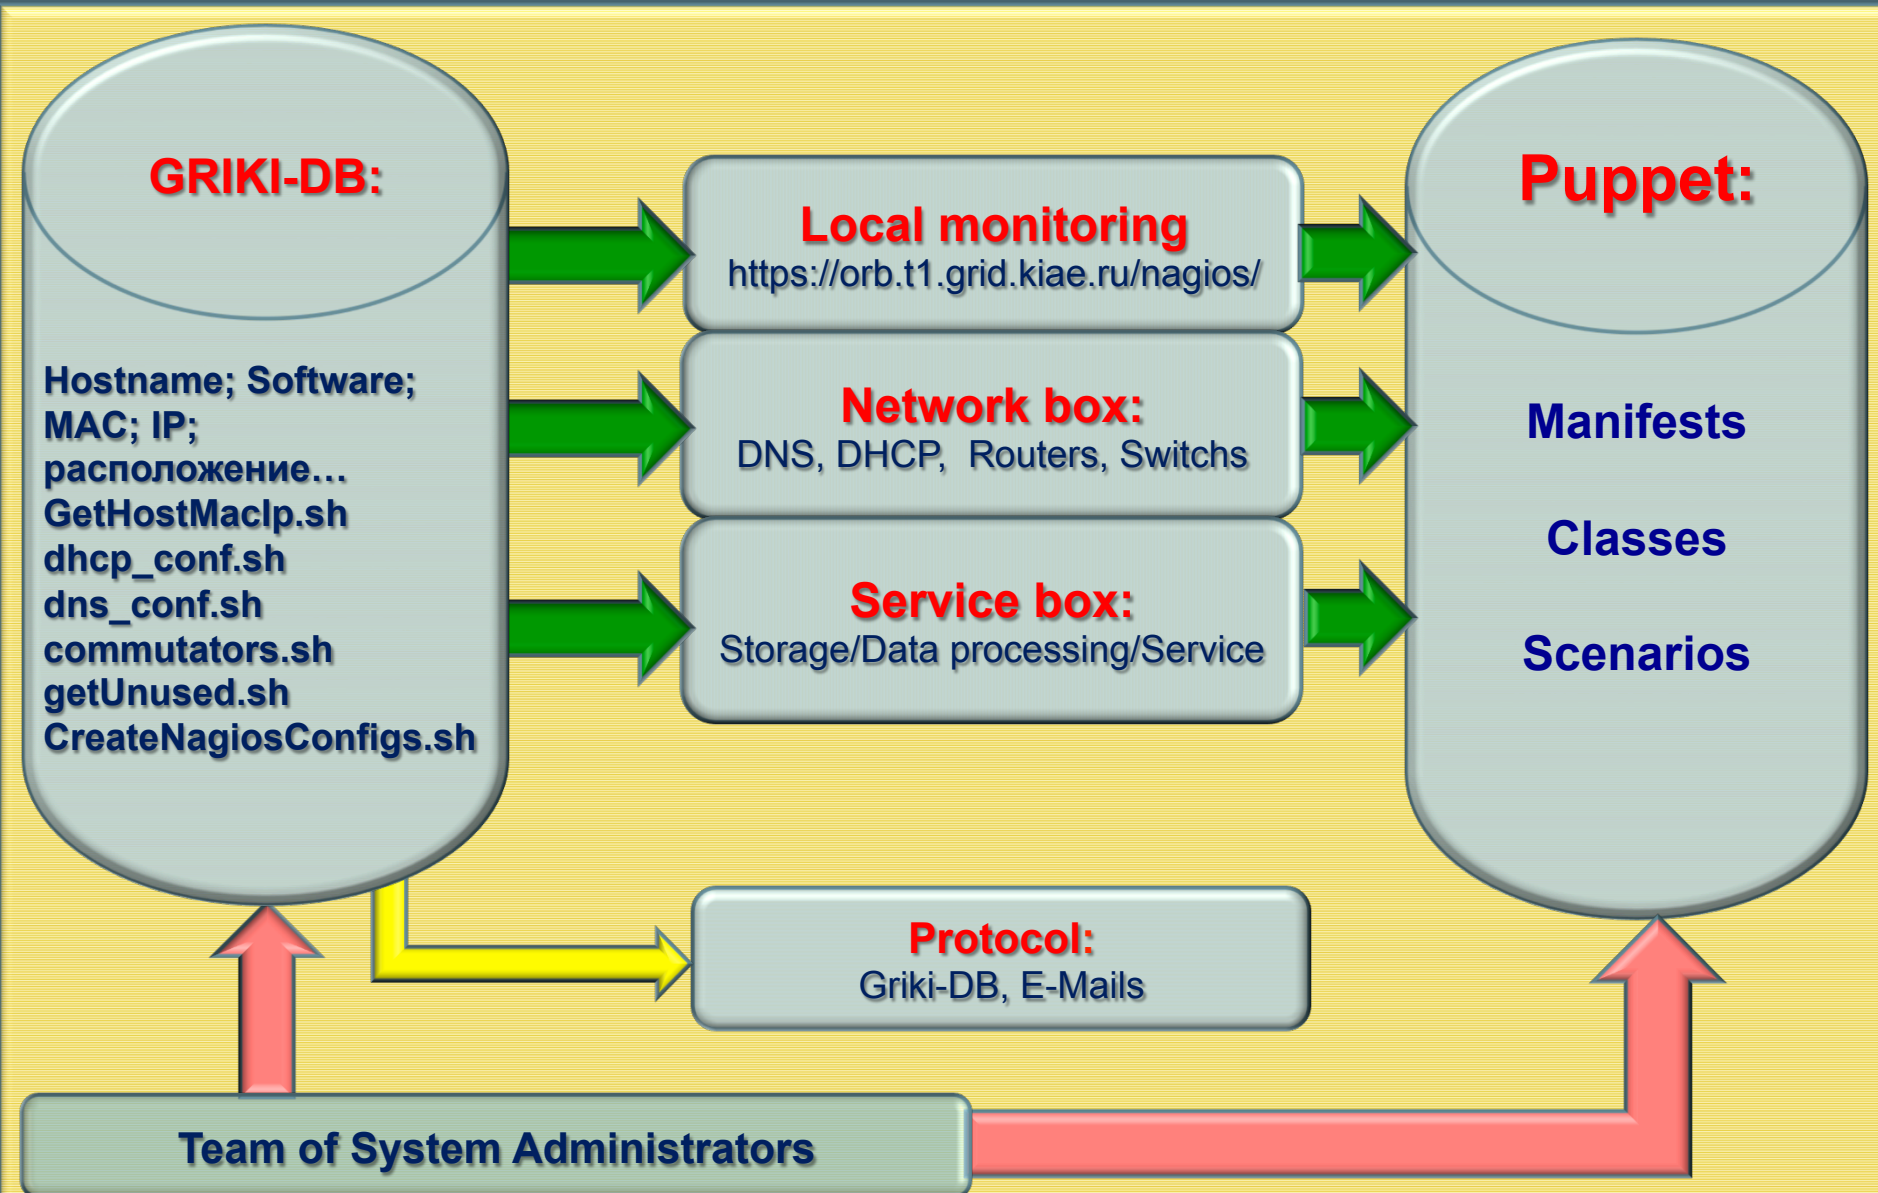 GRIKI-DB:
Hostname; Software;
MAC; IP;
расположение...
GetHostMacIp.sh
dhcp_conf.sh
dns_conf.sh
commutators.sh
getUnused.sh
CreateNagiosConfigs.sh
Local monitoring
https://orb.t1.grid.kiae.ru/nagios/
Network box:
DNS, DHCP, Routers, Switchs
Service box:
Storage/Data processing/Service
Puppet:
Manifests
Classes
Scenarios
Protocol:
Griki-DB, E-Mails
Team of System Administrators